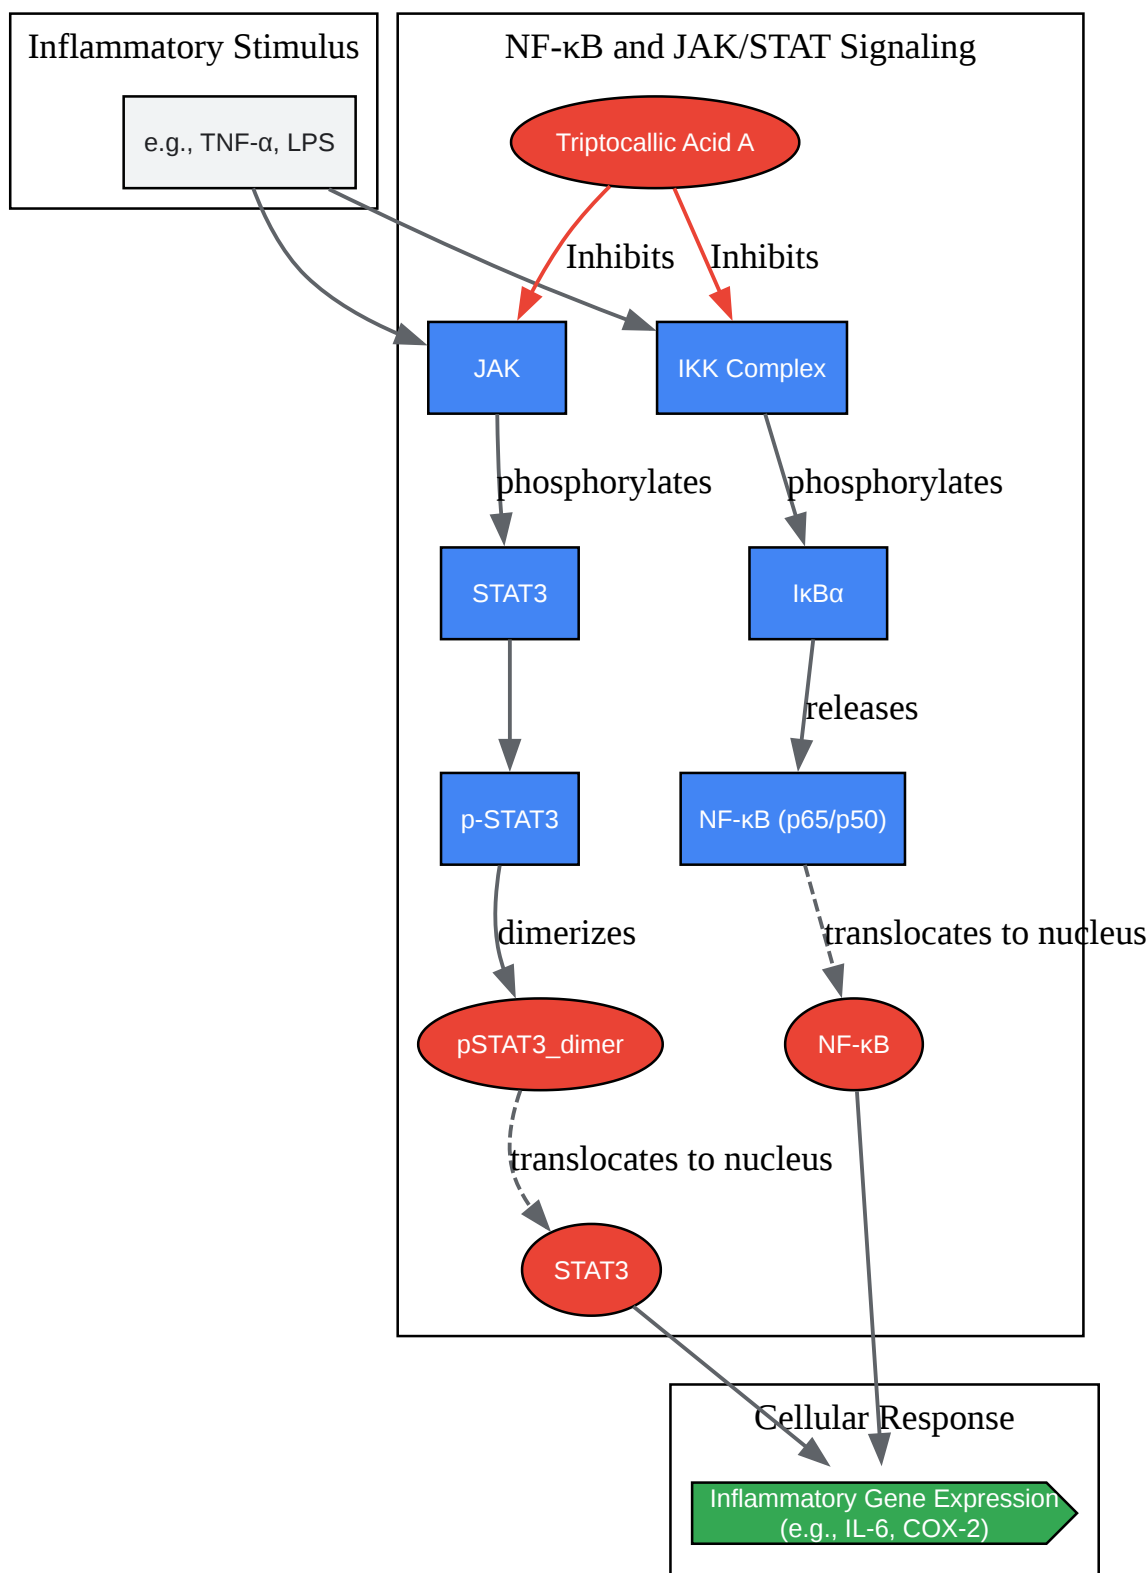 Inflammatory Stimulus
NF-κB and JAK/STAT Signaling
e.g., TNF-α, LPS
Triptocallic Acid A
Inhibits
Inhibits
JAK
IKK Complex
phosphorylates
phosphorylates
STAT3
IκBα
releases
p-STAT3
NF-κB (p65/p50)
dimerizes
translocates to nucleus
pSTAT3_dimer
NF-κB
translocates to nucleus
STAT3
Cellular Response
Inflammatory Gene Expression
(e.g., IL-6, COX-2)